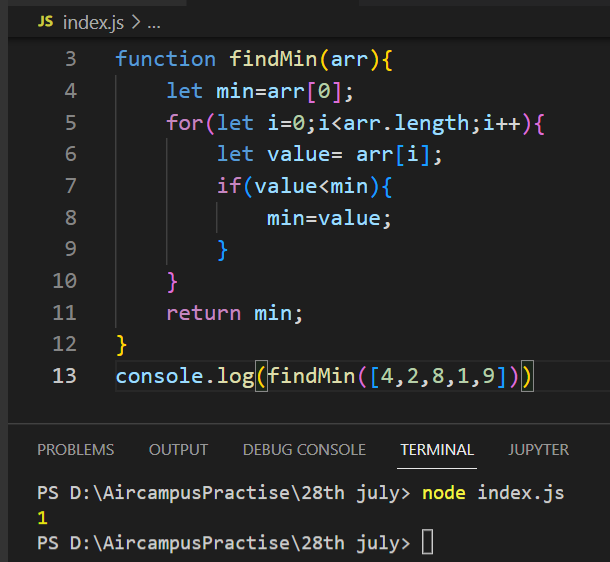 JS index.js > ...
3 function findMin(arr){
4     let min=arr[0];
5     for(let i=0;i<arr.length;i++){
6         let value= arr[i];
7         if(value<min){
8             min=value;
9         }
10     }
11     return min;
12 }
13 console.log(findMin([4,2,8,1,9]))
PROBLEMS OUTPUT DEBUG CONSOLE TERMINAL JUPYTER
PS D:\AircampusPractise\28th july> node index.js
1
PS D:\AircampusPractise\28th july>